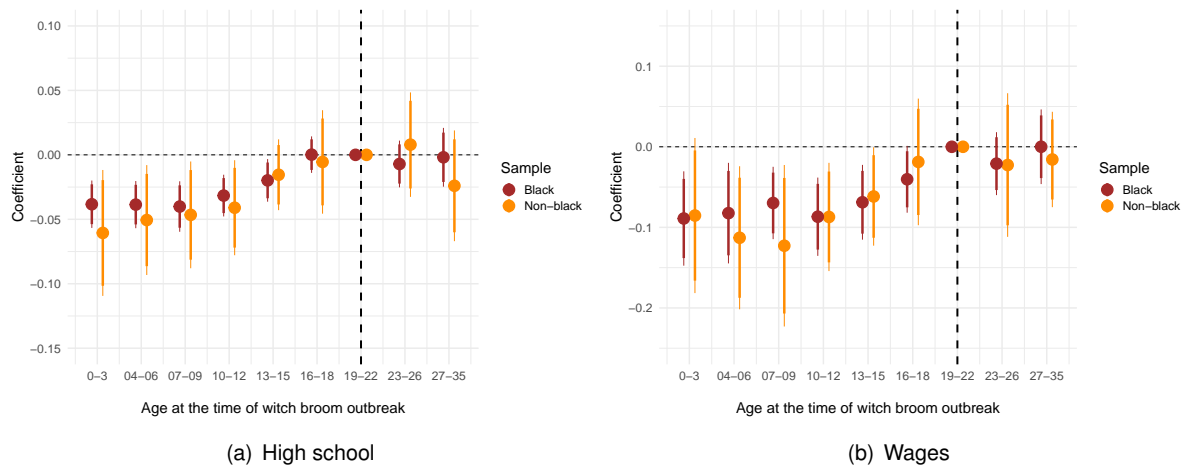 0.10
0.05
0.00
−0.05
−0.10
−0.15
Coefficient
0−3 04−06 07−09 10−12 13−15 16−18 19−22 23−26 27−35
Age at the time of witch broom outbreak
Sample
Black
Non−black
(a) High school
0.1
0.0
−0.1
−0.2
Coefficient
0−3 04−06 07−09 10−12 13−15 16−18 19−22 23−26 27−35
Age at the time of witch broom outbreak
Sample
Black
Non−black
(b) Wages